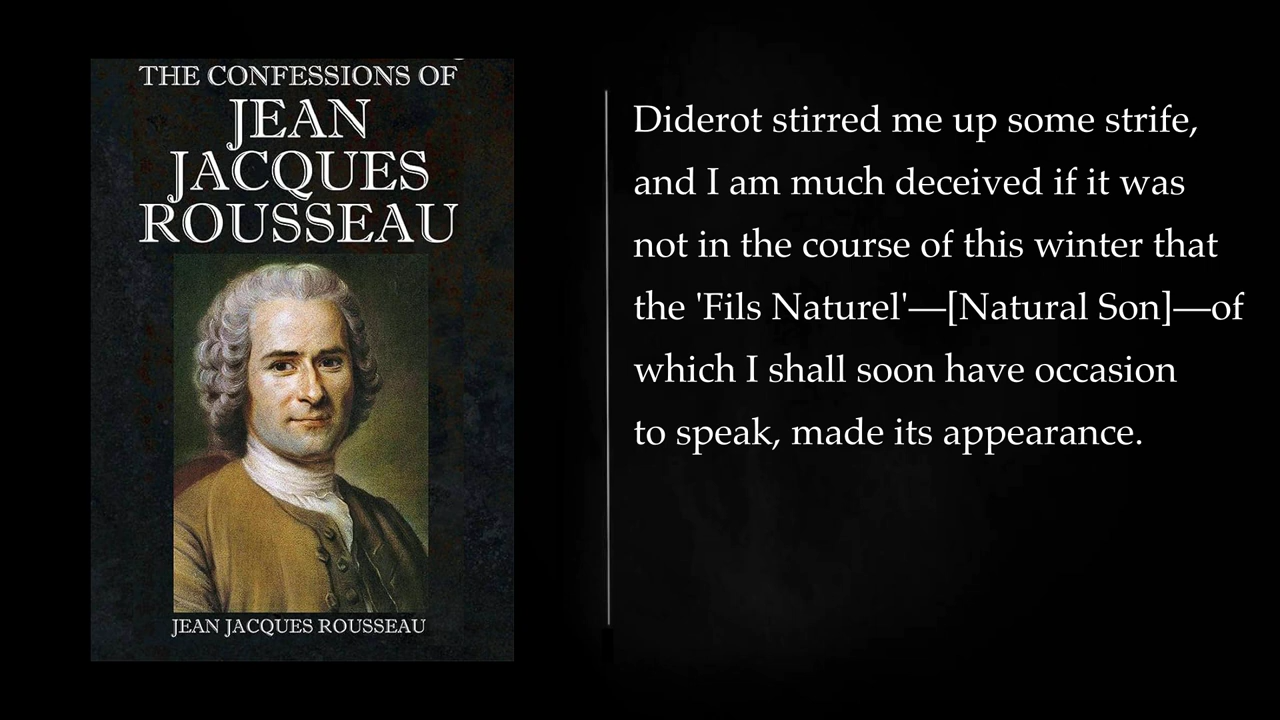 THE CONFESSIONS OF
JEAN
JACQUES
ROUSSEAU
JEAN JACQUES ROUSSEAU
Diderot stirred me up some strife,
and I am much deceived if it was
not in the course of this winter that
the 'Fils Naturel'—[Natural Son]—of
which I shall soon have occasion
to speak, made its appearance.